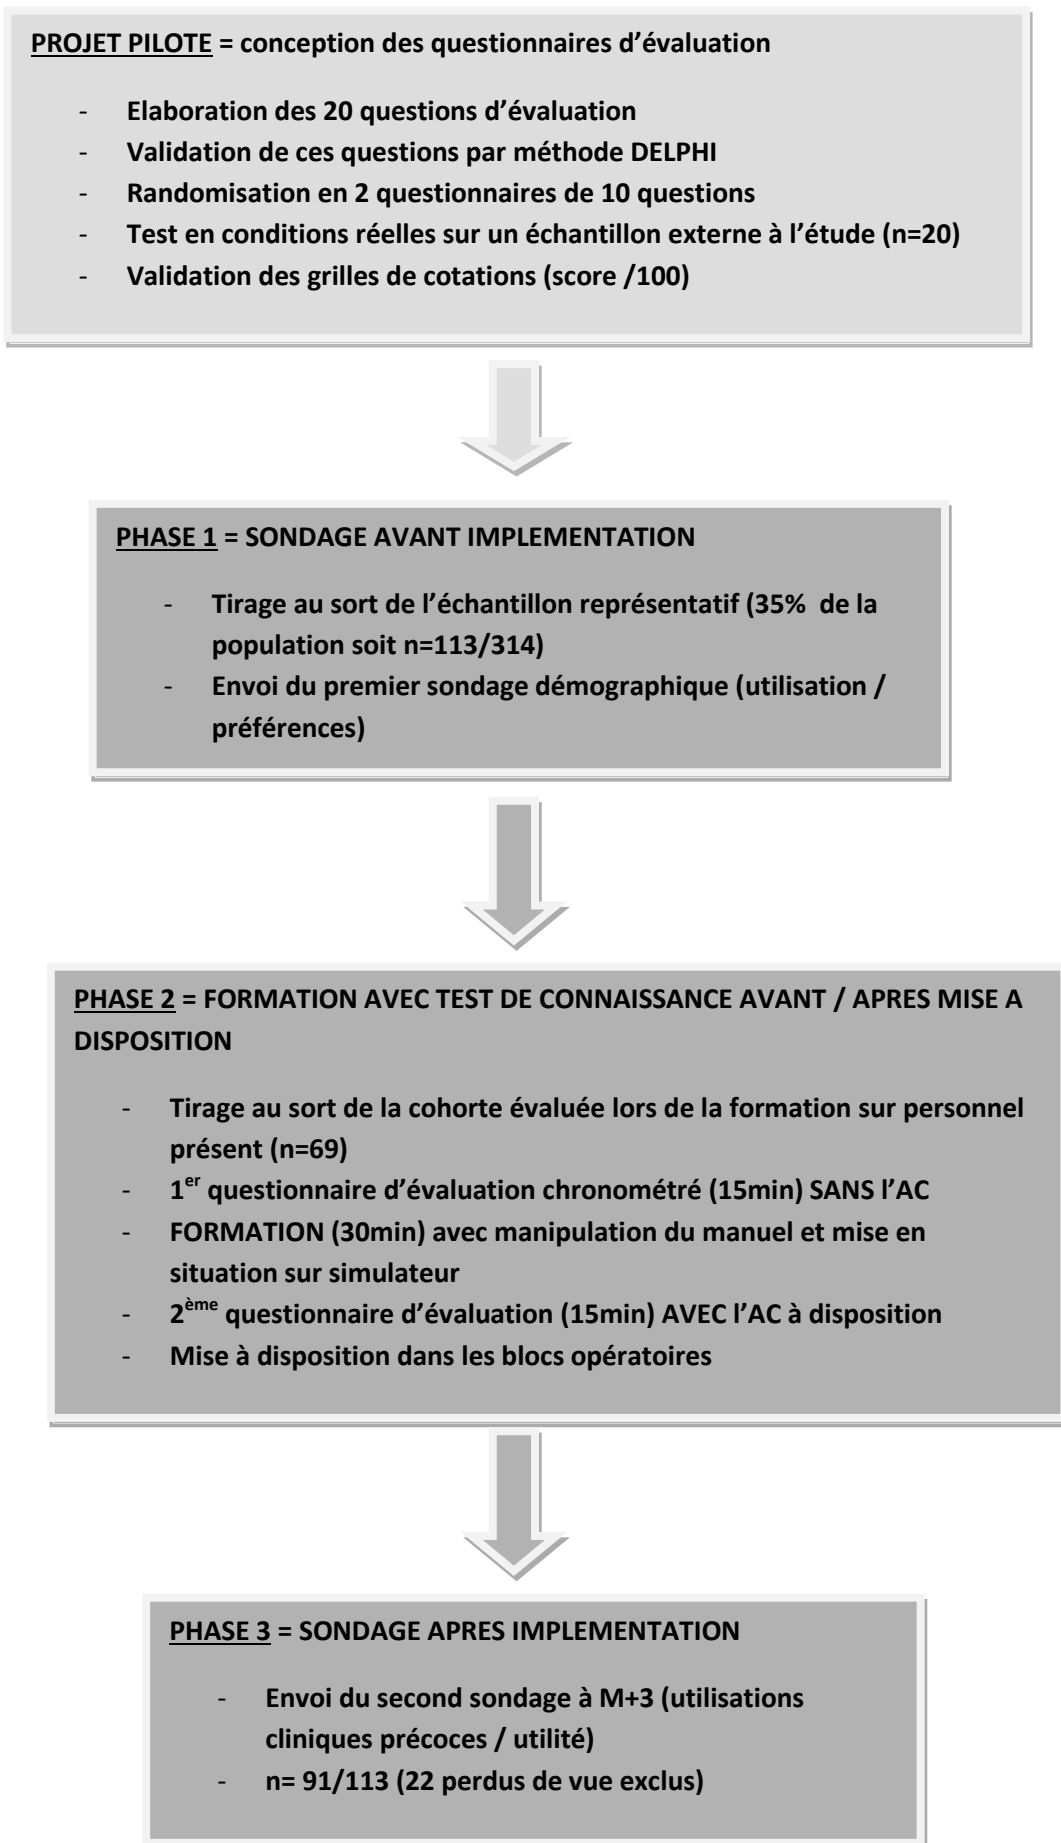 PROJET PILOTE = conception des questionnaires d’évaluation
- Elaboration des 20 questions d’évaluation
- Validation de ces questions par méthode DELPHI
- Randomisation en 2 questionnaires de 10 questions
- Test en conditions réelles sur un échantillon externe à l’étude (n=20)
- Validation des grilles de cotations (score /100)
PHASE 1 = SONDAGE AVANT IMPLEMENTATION
- Tirage au sort de l’échantillon représentatif (35% de la
population soit n=113/314)
- Envoi du premier sondage démographique (utilisation /
préférences)
PHASE 2 = FORMATION AVEC TEST DE CONNAISSANCE AVANT / APRES MISE A
DISPOSITION
- Tirage au sort de la cohorte évaluée lors de la formation sur personnel
présent (n=69)
- 1er questionnaire d’évaluation chronométré (15min) SANS l’AC
- FORMATION (30min) avec manipulation du manuel et mise en
situation sur simulateur
- 2ème questionnaire d’évaluation (15min) AVEC l’AC à disposition
- Mise à disposition dans les blocs opératoires
PHASE 3 = SONDAGE APRES IMPLEMENTATION
- Envoi du second sondage à M+3 (utilisations
cliniques précoces / utilité)
- n= 91/113 (22 perdus de vue exclus)